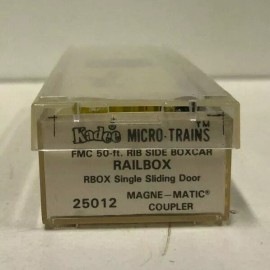 Kadee MICRO-TRAINS™
FMC 50-ft. RIB SIDE BOXCAR
RAILBOX
RBOX Single Sliding Door
25012 MAGNE-MATIC®
COUPLER